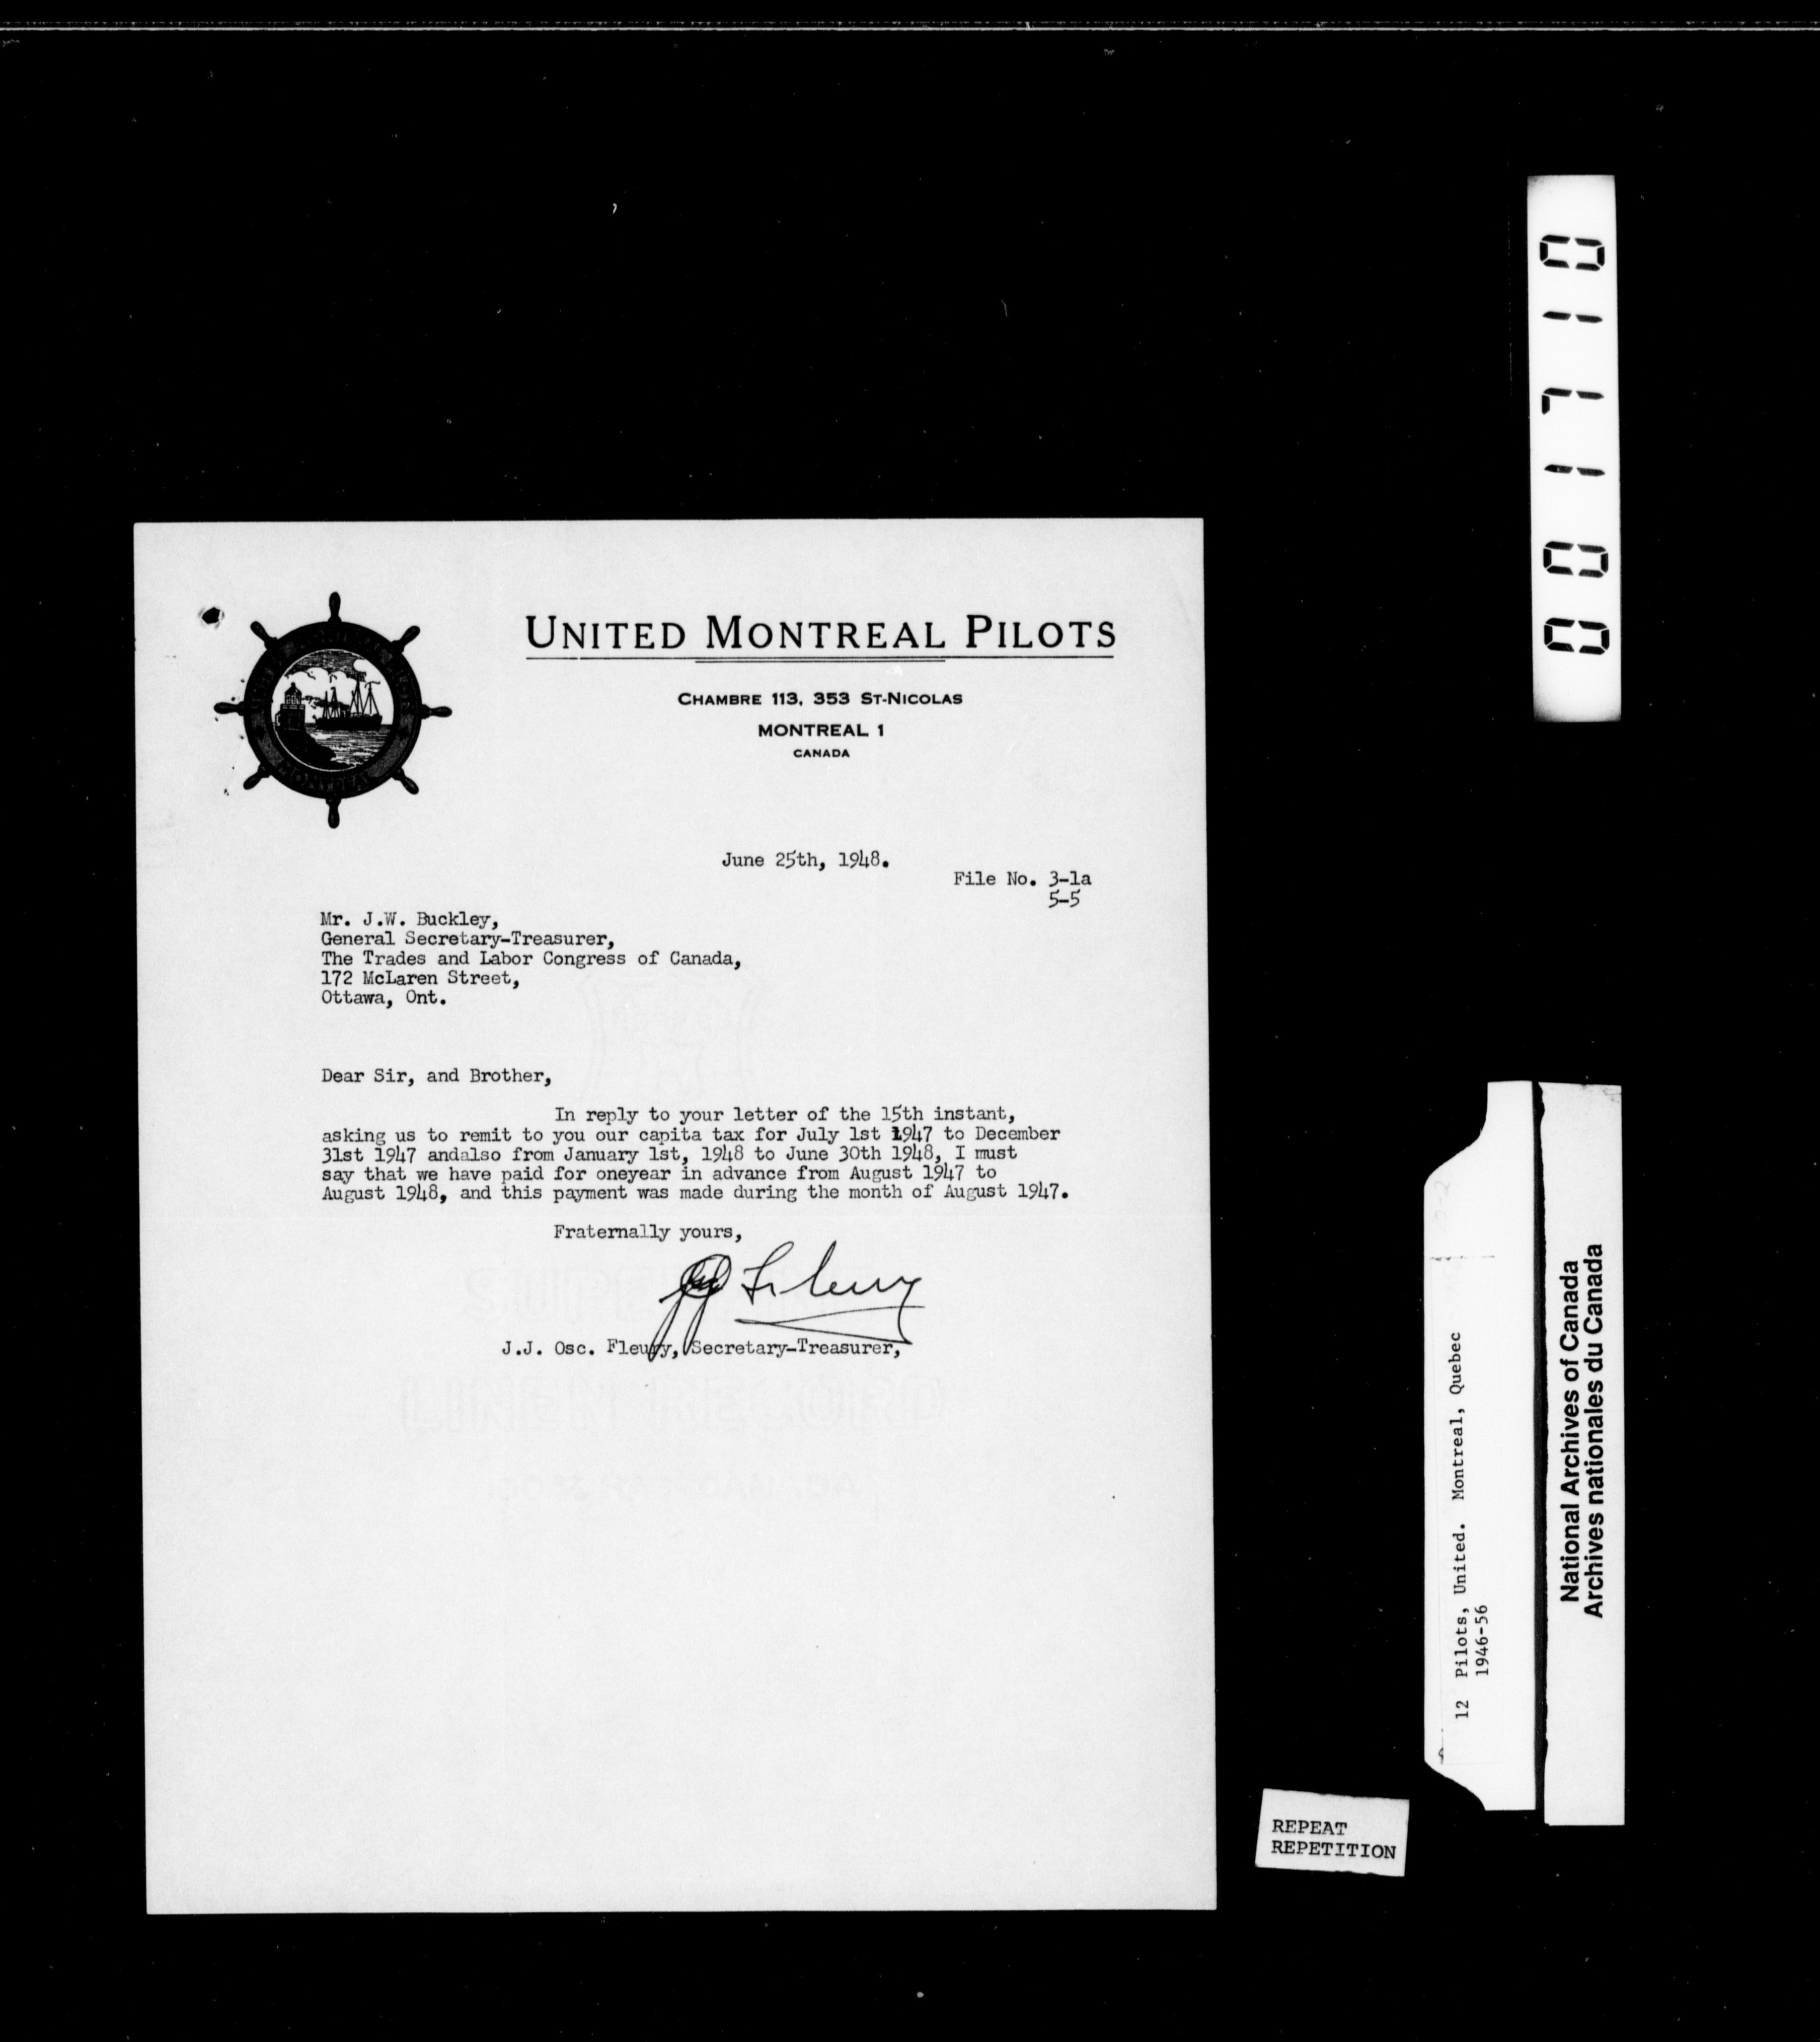 UNITED MONTREAL PILOTS
CHAMBRE 113, 353 ST-NICOLAS
MONTREAL 1
CANADA
MONTREAL
June 25th, 1948.
File No. 3-1a
5-5
Mr. J.W. Buckley,
General Secretary-Treasurer,
The Trades and Labor Congress of Canada,
172 McLaren Street,
Ottawa, Ont.
Dear Sir, and Brother,
In reply to your letter of the 15th instant,
asking us to remit to you our capita tax for July 1st 1947 to December
31st 1947 andalso from January 1st, 1948 to June 30th 1948, I must
say that we have paid for oneyear in advance from August 1947 to
August 1948, and this payment was made during the month of August 1947.
Fraternally yours,
J.J. Osc. Fleury, Secretary-Treasurer,
001710
12 Pilots, United. Montreal, Quebec
1946-56
National Archives of Canada
Archives nationales du Canada
REPEAT
REPETITION